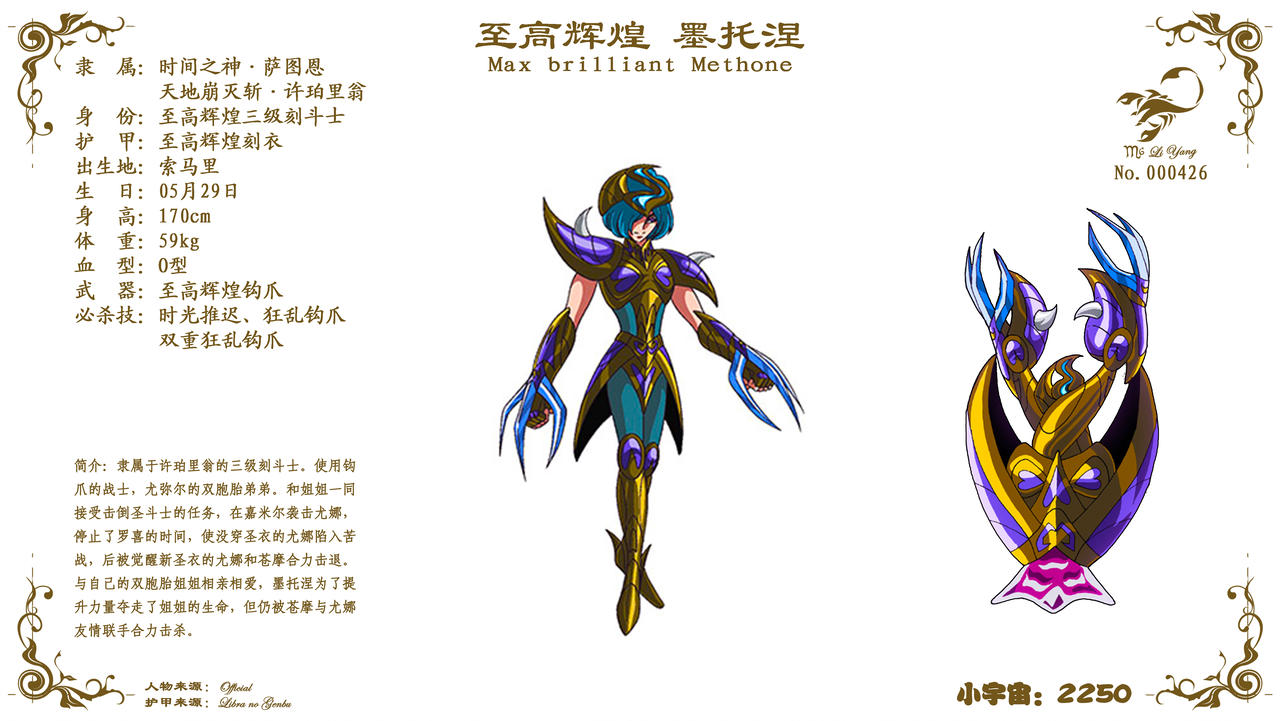 至高辉煌 墨托涅
Max brilliant Methone
隶 属：时间之神·萨图恩
天地崩灭斩·许珀里翁
身 份：至高辉煌三级刻斗士
护 甲：至高辉煌刻衣
出生地：索马里
生 日：05月29日
身 高：170cm
体 重：59kg
血 型：O型
武 器：至高辉煌钩爪
必杀技：时光推迟、狂乱钩爪
双重狂乱钩爪
Li Yang
No.000426
简介：隶属于许珀里翁的三级刻斗士。使用钩
爪的战士，尤弥尔的双胞胎弟弟。和姐姐一同
接受击倒圣斗士的任务，在嘉米尔袭击尤娜，
停止了罗喜的时间，使没穿圣衣的尤娜陷入苦
战，后被觉醒新圣衣的尤娜和苍摩合力击退。
与自己的双胞胎姐姐相亲相爱，墨托涅为了提
升力量夺走了姐姐的生命，但仍被苍摩与尤娜
友情联手合力击杀。
人物来源：Official
护甲来源：Libra no Genbu
小宇宙：2250